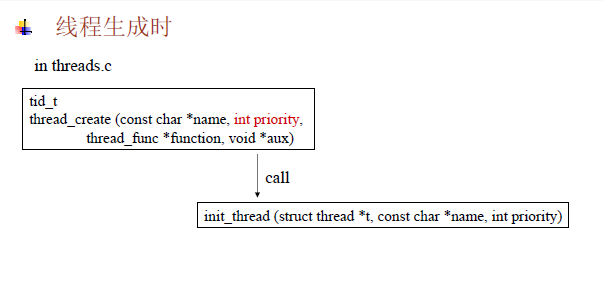 线程生成时
in threads.c
tid_t
thread_create (const char *name, int priority,
thread_func *function, void *aux)
call
init_thread (struct thread *t, const char *name, int priority)